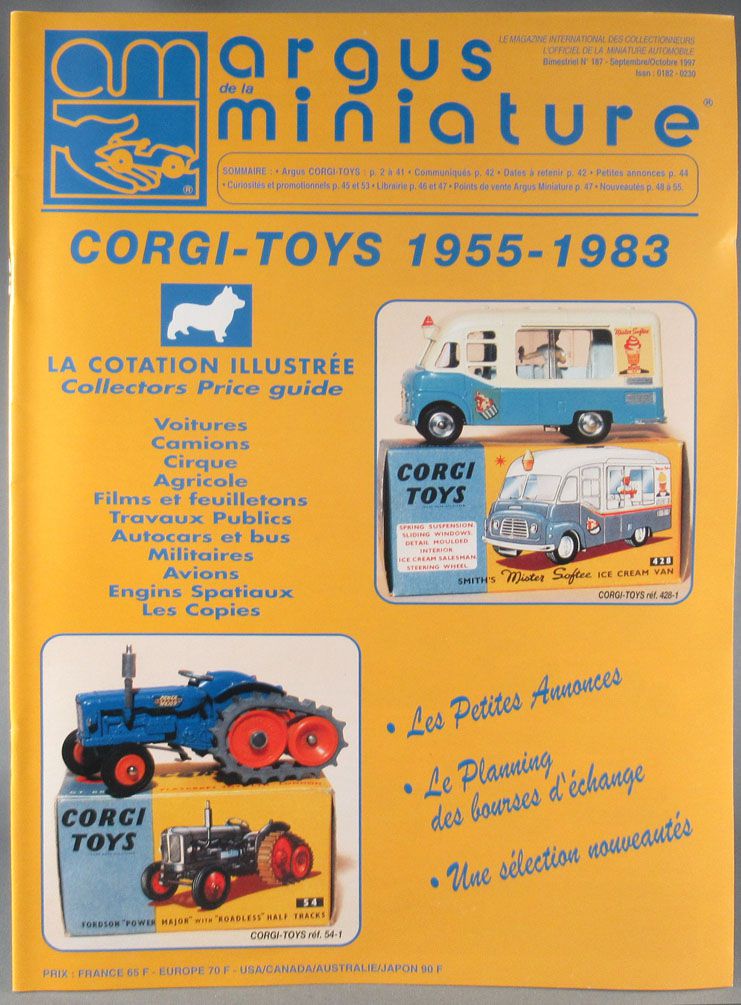 am
®
argus
de la
miniature®
LE MAGAZINE INTERNATIONAL DES COLLECTIONNEURS
L'OFFICIEL DE LA MINIATURE AUTOMOBILE
Bimestriel N° 187 - Septembre/Octobre 1997
Issn : 0182 - 0230
SOMMAIRE : • Argus CORGI-TOYS : p. 2 à 41 • Communiqués p. 42 • Dates à retenir p. 42 • Petites annonces p. 44
• Curiosités et promotionnels p. 45 et 53 • Librairie p. 46 et 47 • Points de vente Argus Miniature p. 47 • Nouveautés p. 48 à 55.
CORGI-TOYS 1955-1983
LA COTATION ILLUSTRÉE
Collectors Price guide
Voitures
Camions
Cirque
Agricole
Films et feuilletons
Travaux Publics
Autocars et bus
Militaires
Avions
Engins Spatiaux
Les Copies
Mister Softee
CORGI
TOYS
SPRING SUSPENSION
SLIDING WINDOWS
DETAIL MOULDED
INTERIOR
ICE CREAM SALESMAN
STEERING WHEEL
428
SMITH'S Mister Softee ICE CREAM VAN
CORGI-TOYS réf. 428-1
CORGI
TOYS
54
FORDSON "POWER MAJOR" WITH "ROADLESS" HALF TRACKS
CORGI-TOYS réf. 54-1
• Les Petites Annonces
• Le Planning
des bourses d'échange
• Une sélection nouveautés
PRIX : FRANCE 65 F - EUROPE 70 F - USA/CANADA/AUSTRALIE/JAPON 90 F